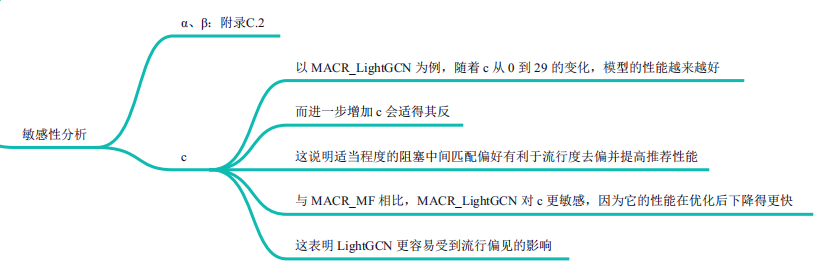 α、β：附录C.2
以 MACR_LightGCN 为例，随着 c 从 0 到 29 的变化，模型的性能越来越好
而进一步增加 c 会适得其反
敏感性分析
c
这说明适当程度的阻塞中间匹配偏好有利于流行度去偏并提高推荐性能
与 MACR_MF 相比，MACR_LightGCN 对 c 更敏感，因为它的性能在优化后下降得更快
这表明 LightGCN 更容易受到流行偏见的影响